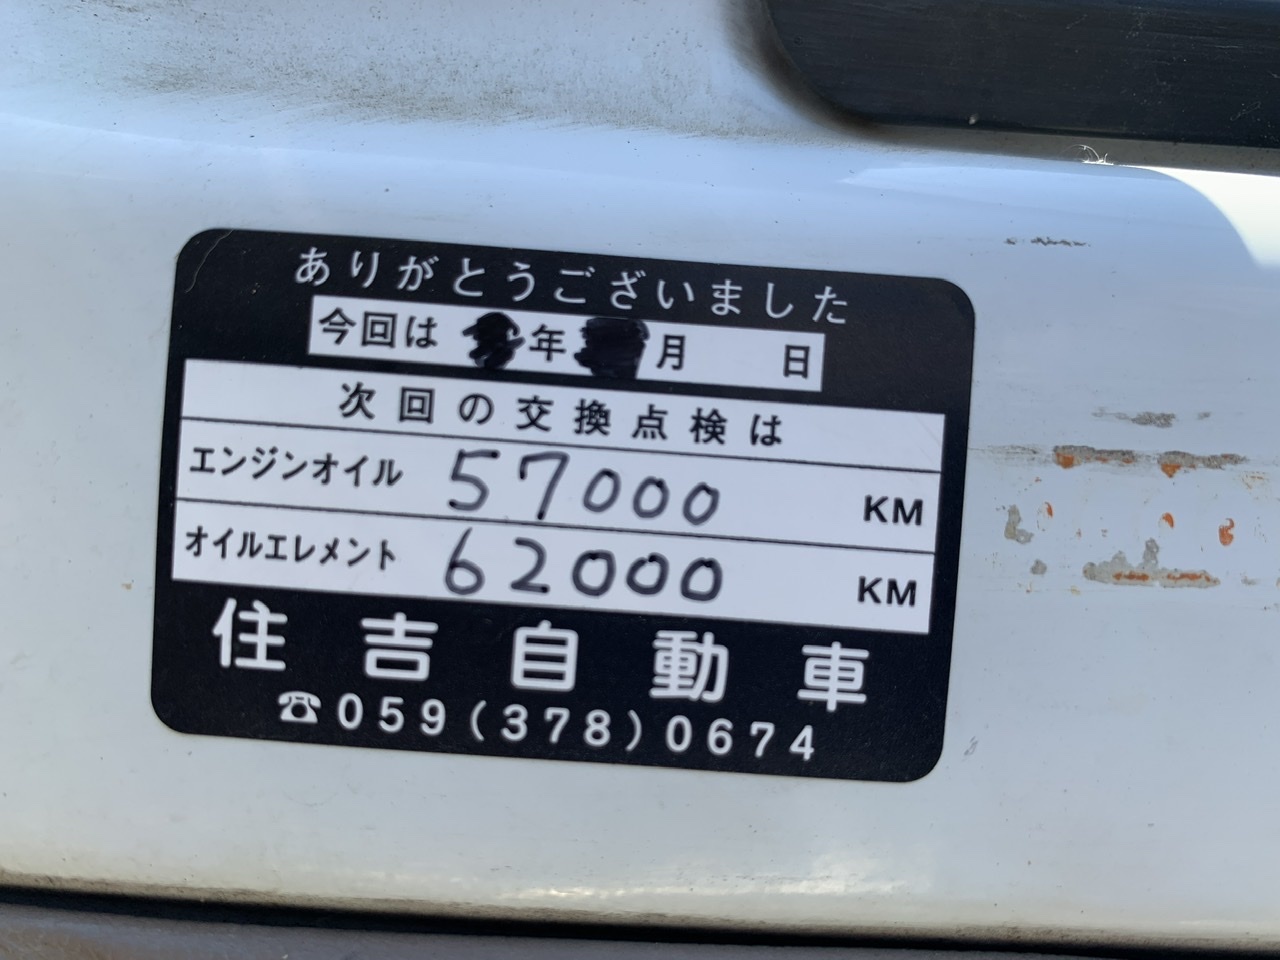 ありがとうございました
今回は 年 月 日
次回の交換点検は
エンジンオイル 57000 KM
オイルエレメント 62000 KM
住吉自動車
☎059(378)0674